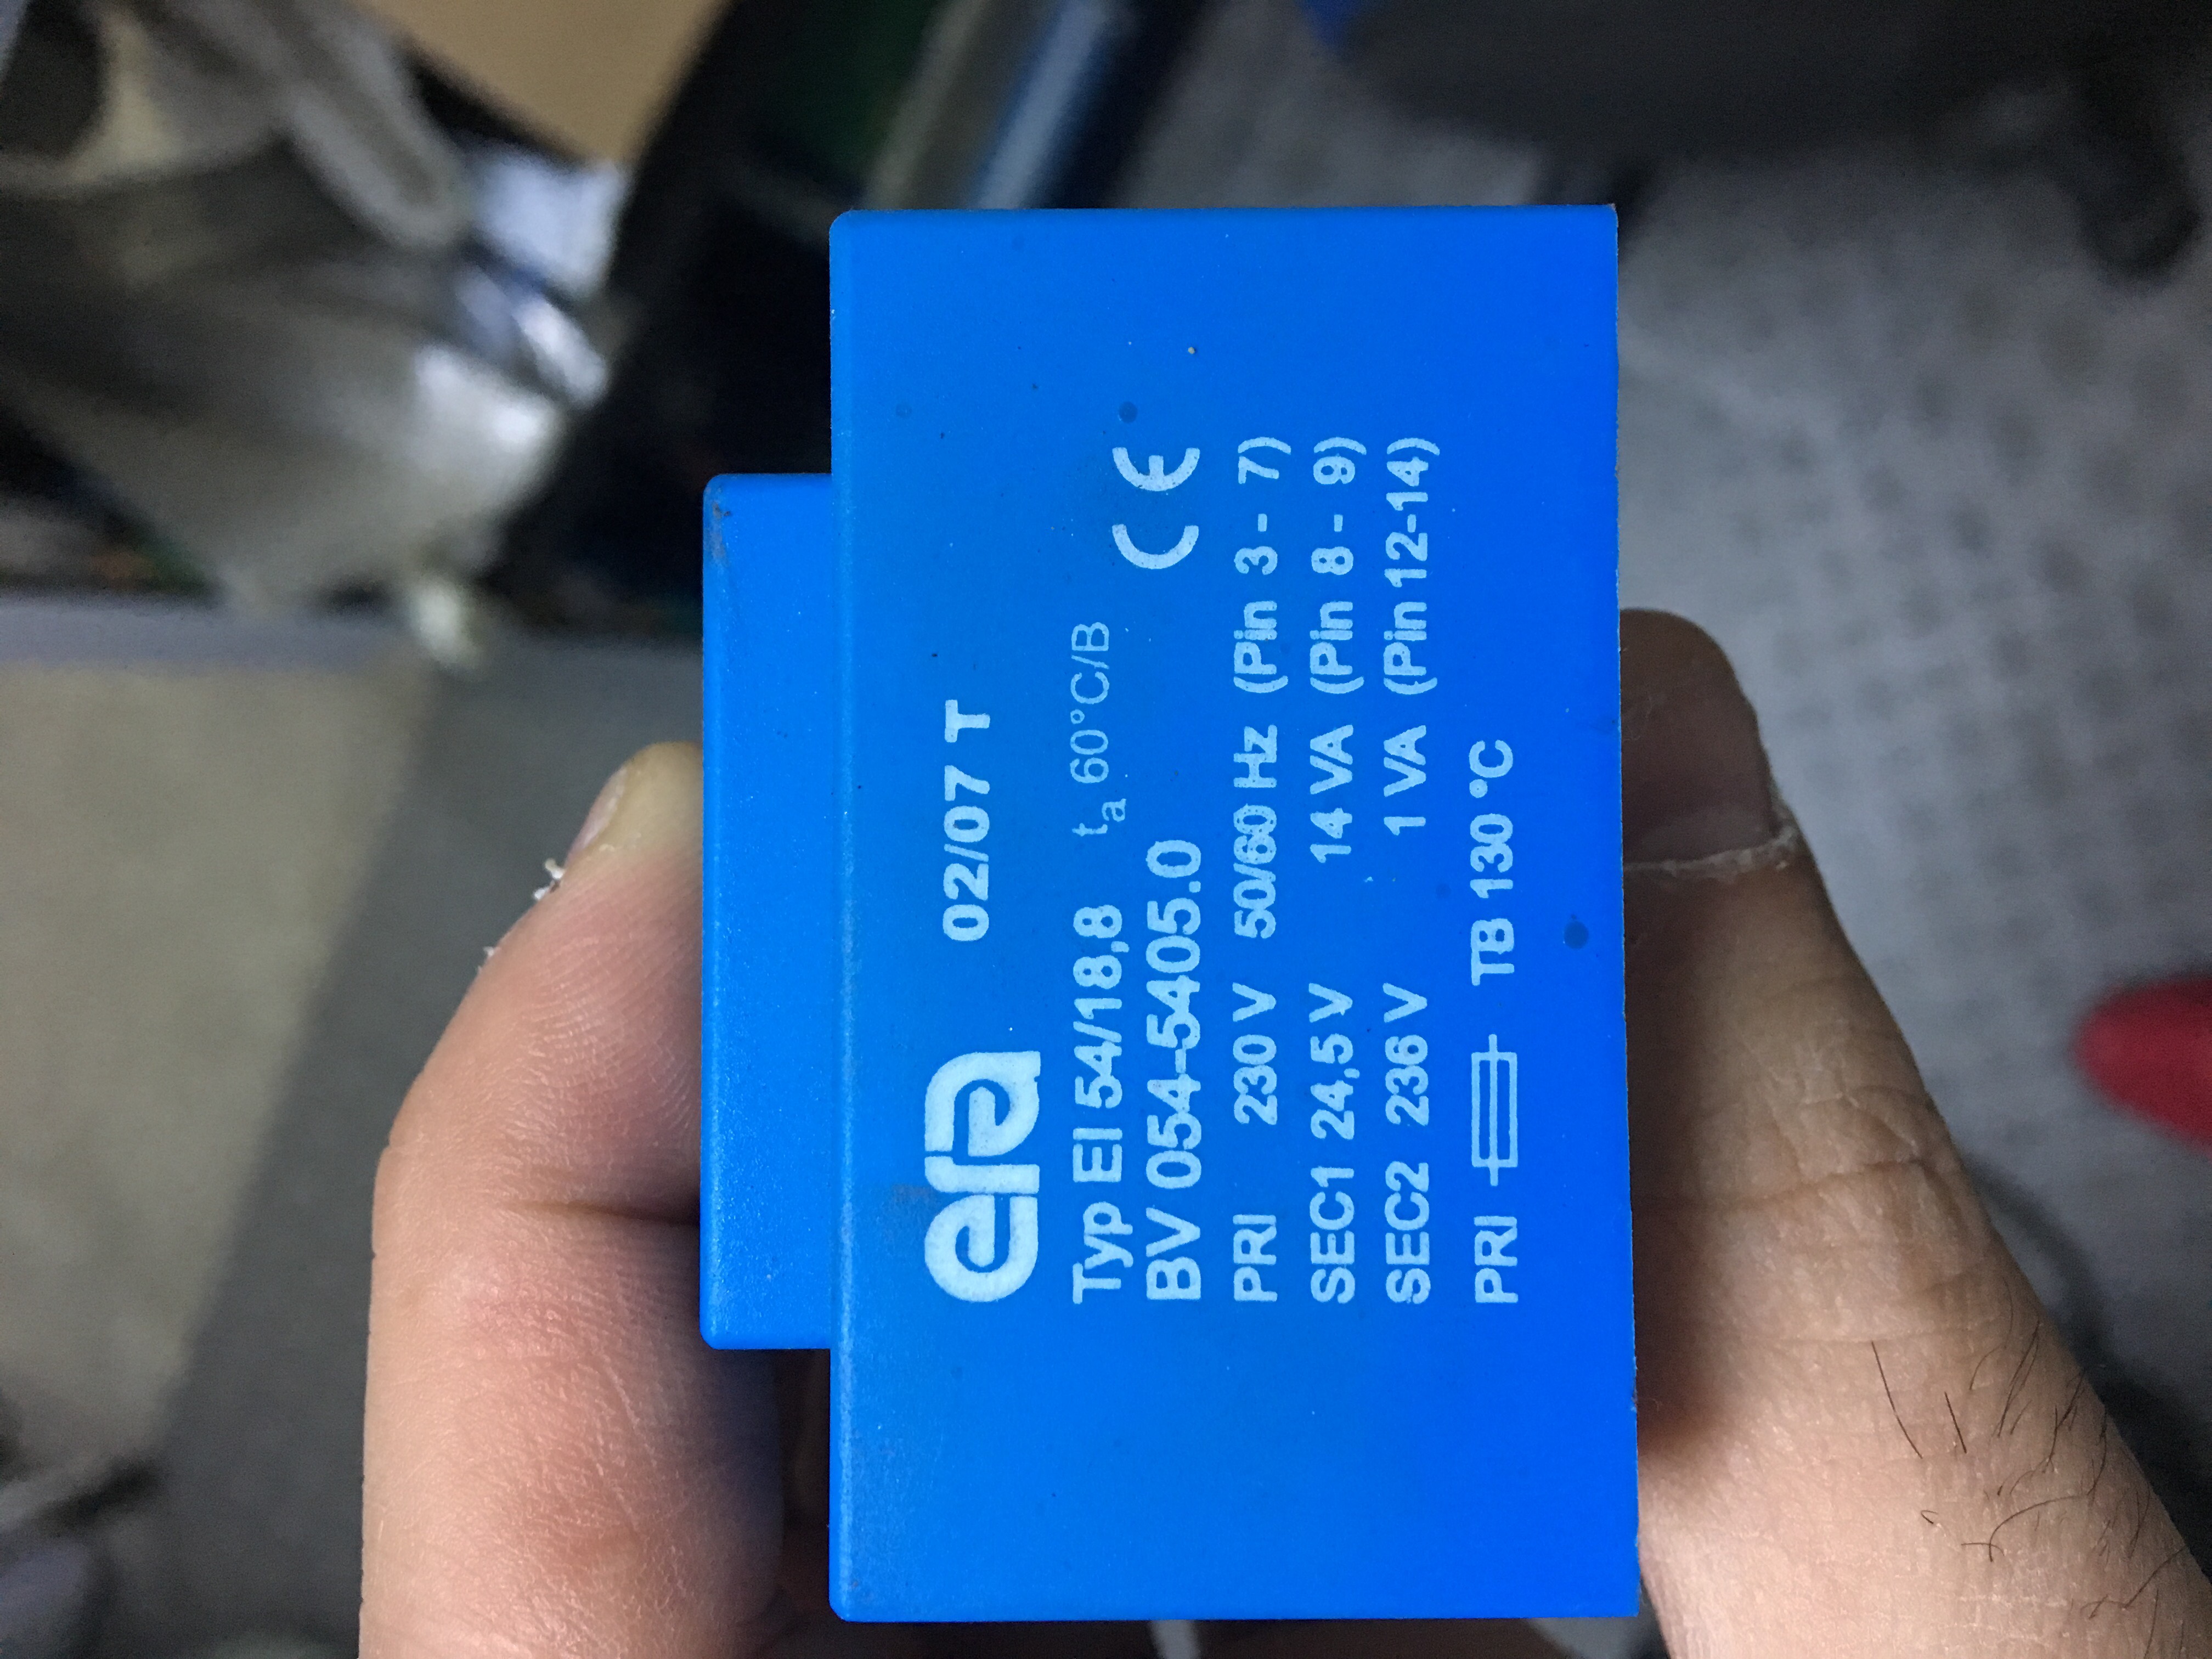 era 02/07 T
Typ EI 54/18,8 ta 60°C/B
BV 054-5405.0 CE
PRI 230 V 50/60 Hz (Pin 3 - 7)
SEC1 24,5 V 14 VA (Pin 8 - 9)
SEC2 236 V 1 VA (Pin 12-14)
PRI TB 130 °C